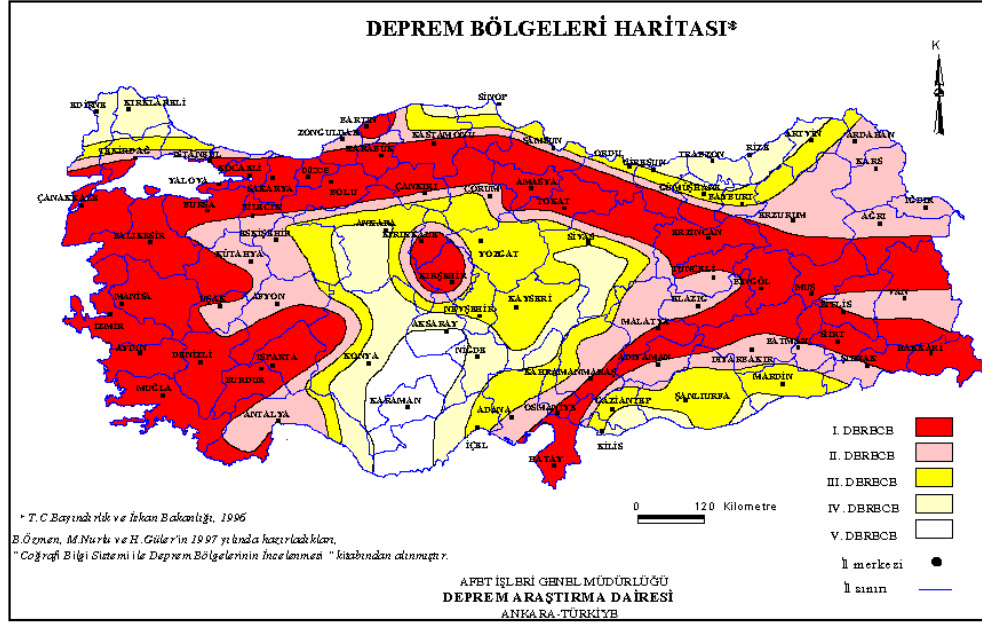 DEPREM BÖLGELERİ HARİTASI*
K
SİNOP
EDİRNE
KIRKLARELİ
BARTIN
ZONGULDAK
KASTAMONU
KARABÜK
SAMSUN
ORDU
GİRESUN
TRABZON
RİZE
ARTVİN
ARDAHAN
KARS
TEKİRDAĞ
İSTANBUL
KOCAELİ
YALOVA
SAKARYA
DÜZCE
BOLU
ÇANKIRI
ÇORUM
AMASYA
TOKAT
GÜMÜŞHANE
BAYBURT
ERZURUM
AĞRI
IĞDIR
ÇANAKKALE
BURSA
BİLECİK
ANKARA
KIRIKKALE
ESKİŞEHİR
YOZGAT
SİVAS
ERZİNCAN
BALIKESİR
KÜTAHYA
KIRŞEHİR
TUNCELİ
BİNGÖL
MUŞ
BİTLİS
VAN
MANİSA
UŞAK
AFYON
NEVŞEHİR
KAYSERİ
ELAZIĞ
MALATYA
İZMİR
AKSARAY
SİİRT
BATMAN
AYDIN
DENİZLİ
ISPARTA
BURDUR
KONYA
NİĞDE
KAHRAMANMARAŞ
ADIYAMAN
DİYARBAKIR
ŞIRNAK
HAKKARİ
MUĞLA
ANTALYA
KARAMAN
ADANA
OSMANİYE
GAZİANTEP
ŞANLIURFA
MARDİN
İÇEL
KİLİS
HATAY
I. DERECE
II. DERECE
III. DERECE
IV. DERECE
V. DERECE
İl merkezi
İl sınırı
0 120 Kilometre
* T.C.Bayındırlık ve İskan Bakanlığı, 1996
B.Özmen, M.Nurlu ve H.Güler'in 1997 yılında hazırladıkları,
"Coğrafi Bilgi Sistemi ile Deprem Bölgelerinin İncelenmesi " kitabından alınmıştır.
AFET İŞLERİ GENEL MÜDÜRLÜĞÜ
DEPREM ARAŞTIRMA DAİRESİ
ANKARA-TÜRKİYE